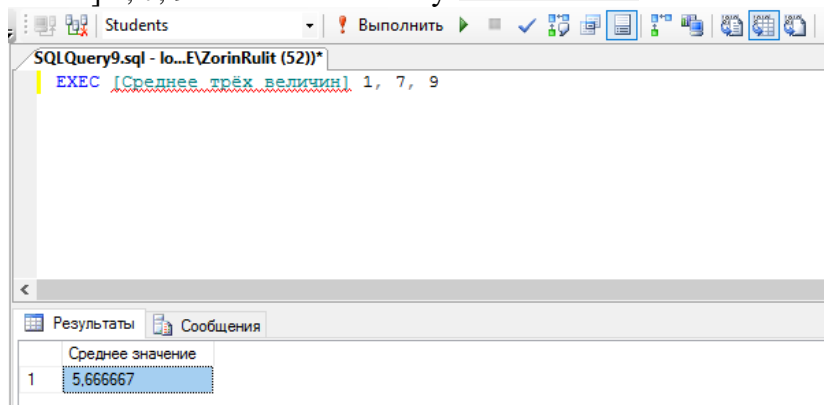 Students
Выполнить
SQLQuery9.sql - lo...E\ZorinRulit (52))*
EXEC [Среднее трёх величин] 1, 7, 9
Результаты
Сообщения
Среднее значение
1
5,666667